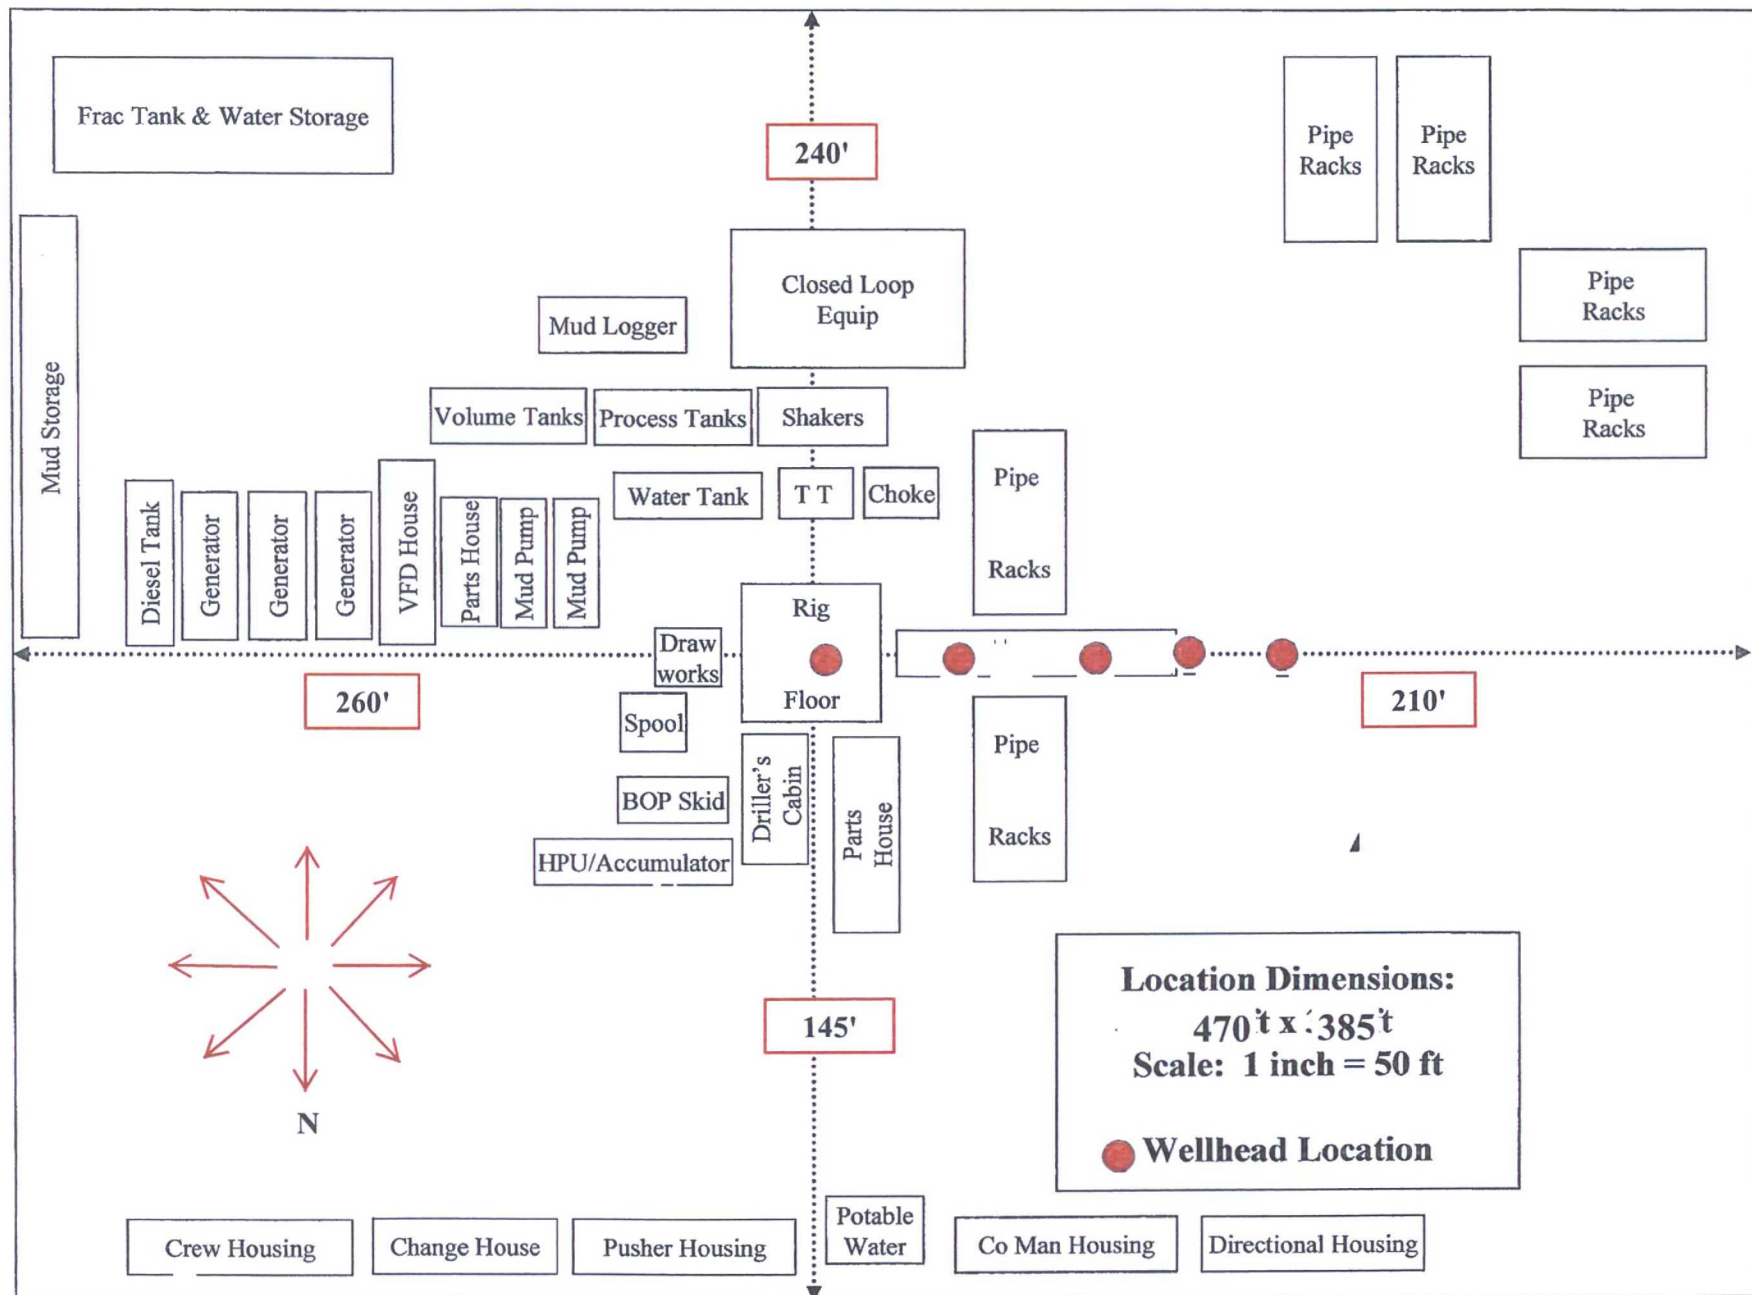 Frac Tank & Water Storage
240'
Pipe
Racks
Pipe
Racks
Closed Loop
Equip
Pipe
Racks
Mud Logger
Mud Storage
Pipe
Racks
Volume Tanks
Process Tanks
Shakers
Pipe
Racks
Water Tank
T T
Choke
Diesel Tank
Generator
Generator
Generator
VFD House
Parts House
Mud Pump
Mud Pump
Rig
Floor
Draw
works
260'
210'
Spool
Pipe
Racks
BOP Skid
Driller's
Cabin
Parts
House
HPU/Accumulator
Location Dimensions:
470't x 385't
Scale: 1 inch = 50 ft
145'
N
Wellhead Location
Crew Housing
Change House
Pusher Housing
Potable
Water
Co Man Housing
Directional Housing